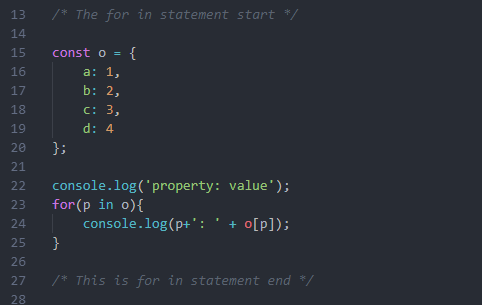 13 /* The for in statement start */
14
15 const o = {
16     a: 1,
17     b: 2,
18     c: 3,
19     d: 4
20 };
21
22 console.log('property: value');
23 for(p in o){
24     console.log(p+': ' + o[p]);
25 }
26
27 /* This is for in statement end */
28